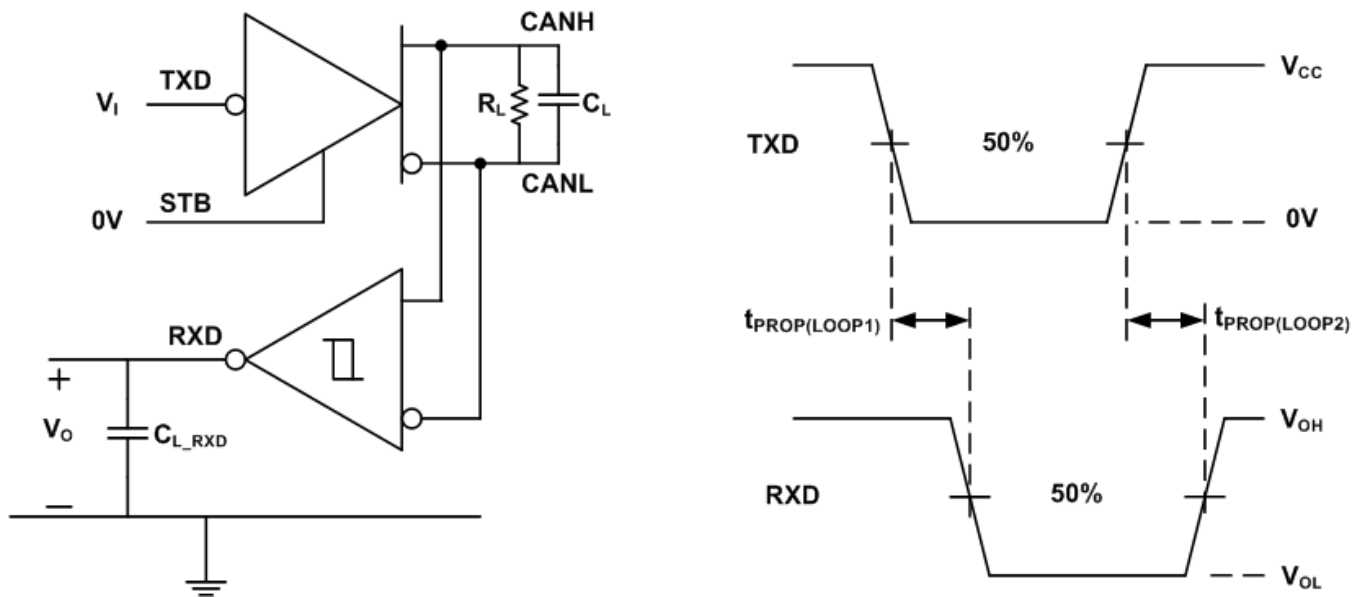 CANH
TXD
V_I
R_L
C_L
STB
0V
CANL
RXD
+
V_O
C_L_RXD
−
V_CC
TXD
50%
0V
t_PROP(LOOP1)
t_PROP(LOOP2)
V_OH
RXD
50%
V_OL